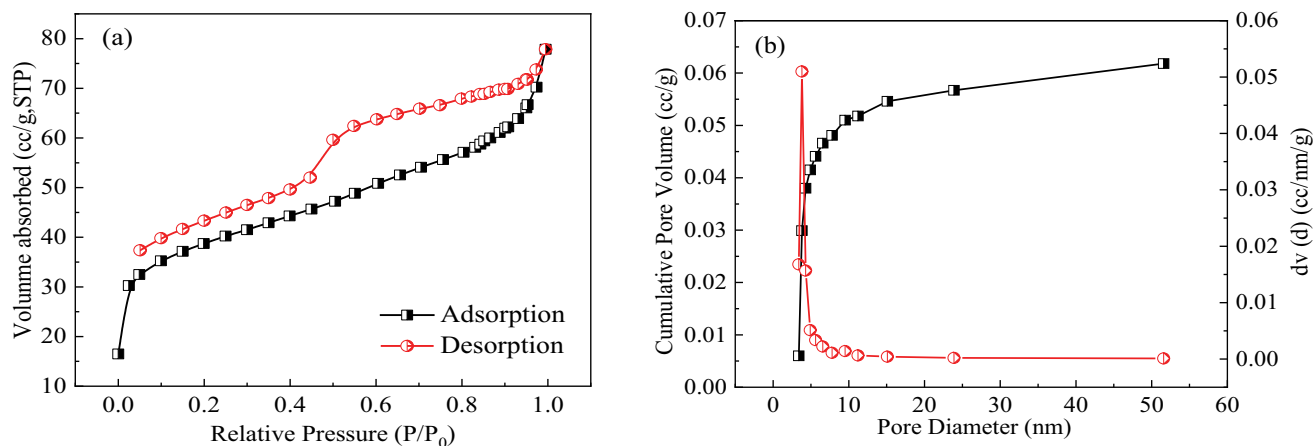 (a)
Volunme absorbed (cc/g,STP)
80
70
60
50
40
30
20
10
0.0 0.2 0.4 0.6 0.8 1.0
Relative Pressure (P/P0)
Adsorption
Desorption
(b)
Cumulative Pore Volume (cc/g)
0.07
0.06
0.05
0.04
0.03
0.02
0.01
0.00
0 10 20 30 40 50 60
Pore Diameter (nm)
0.06
0.05
0.04
0.03
0.02
0.01
0.00
dv (d) (cc/nm/g)